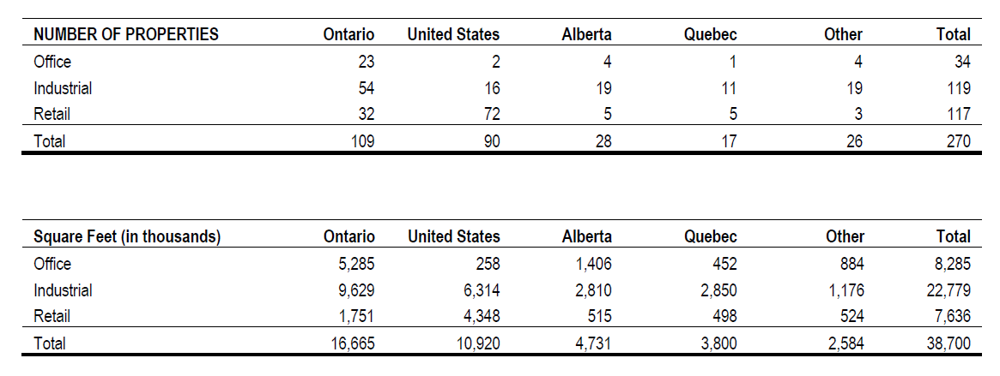 NUMBER OF PROPERTIES Ontario United States Alberta Quebec Other Total
Office 23 2 4 1 4 34
Industrial 54 16 19 11 19 119
Retail 32 72 5 5 3 117
Total 109 90 28 17 26 270
Square Feet (in thousands) Ontario United States Alberta Quebec Other Total
Office 5,285 258 1,406 452 884 8,285
Industrial 9,629 6,314 2,810 2,850 1,176 22,779
Retail 1,751 4,348 515 498 524 7,636
Total 16,665 10,920 4,731 3,800 2,584 38,700